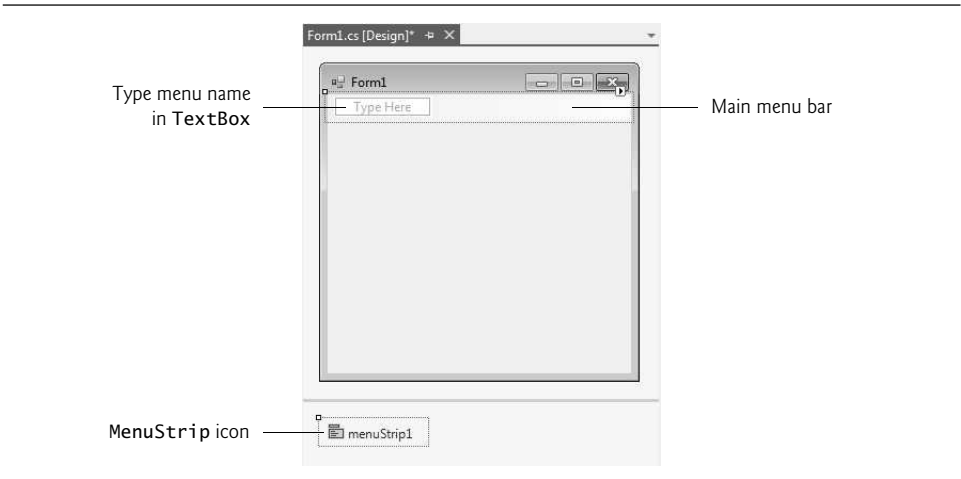 Form1.cs [Design]*
Form1
Type menu name
in TextBox
Type Here
Main menu bar
MenuStrip icon
menuStrip1